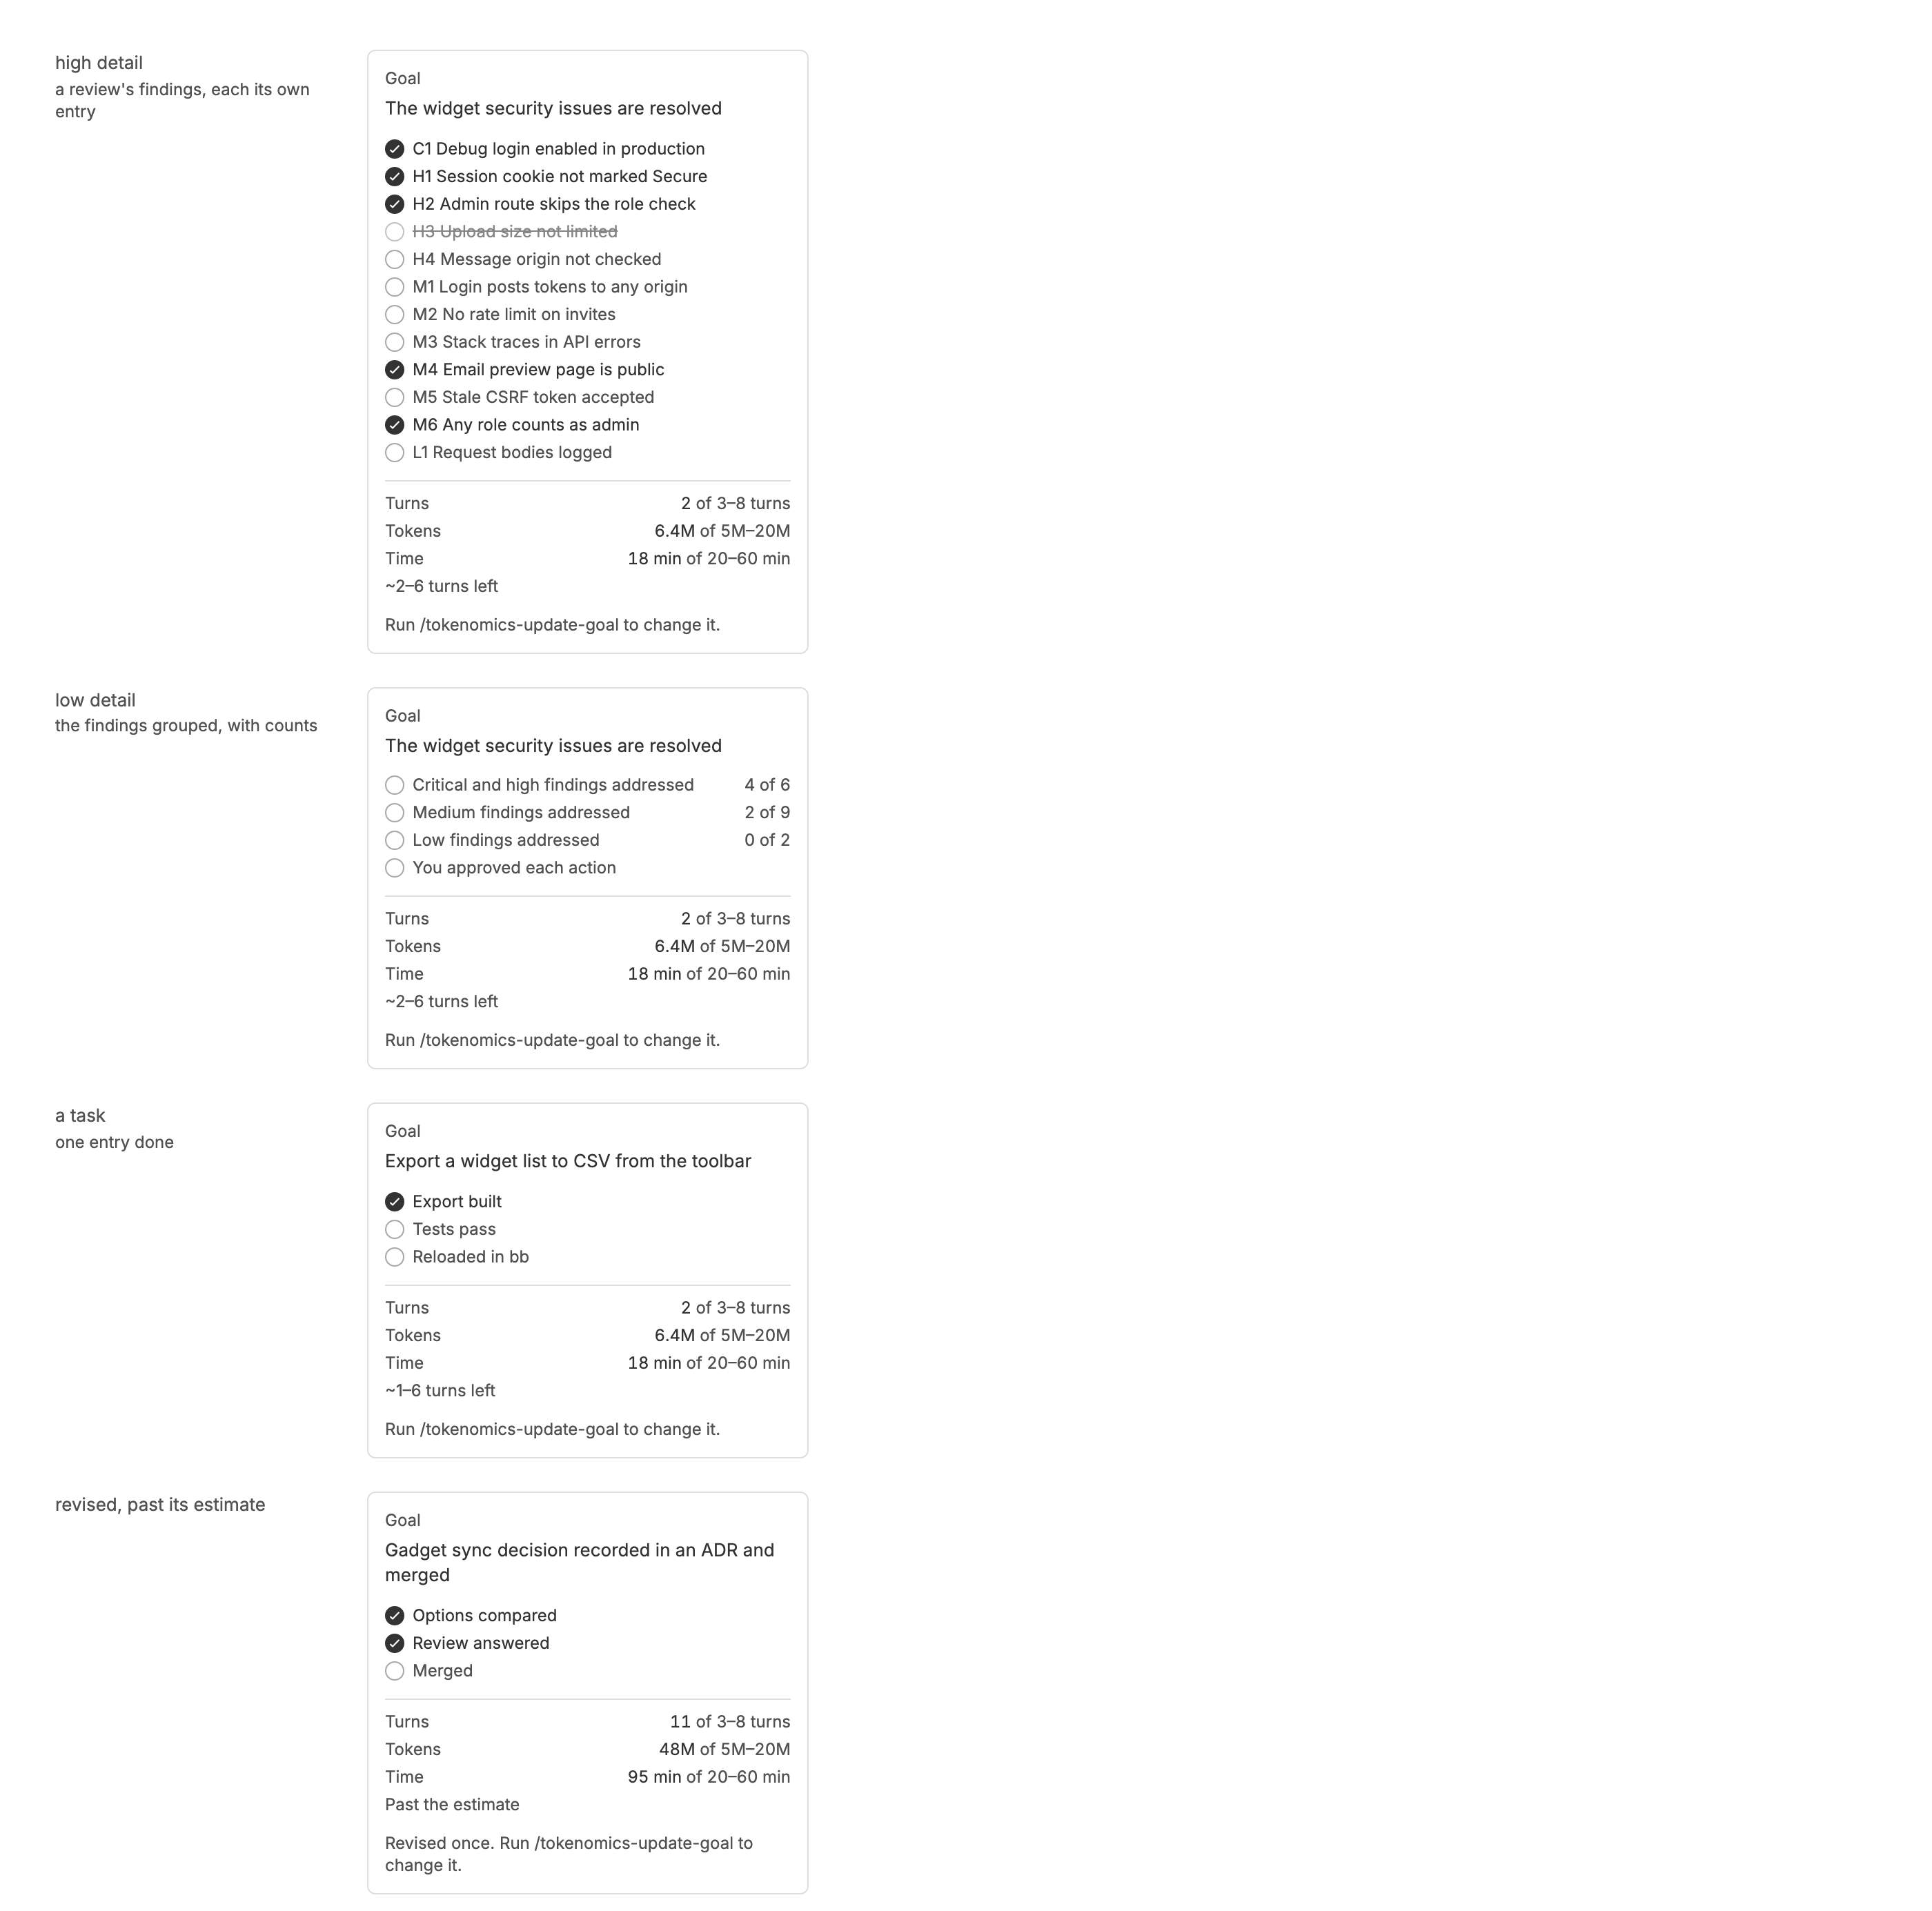 high detail
a review's findings, each its own
entry
Goal
The widget security issues are resolved
C1 Debug login enabled in production
H1 Session cookie not marked Secure
H2 Admin route skips the role check
H3 Upload size not limited
H4 Message origin not checked
M1 Login posts tokens to any origin
M2 No rate limit on invites
M3 Stack traces in API errors
M4 Email preview page is public
M5 Stale CSRF token accepted
M6 Any role counts as admin
L1 Request bodies logged
Turns 2 of 3–8 turns
Tokens 6.4M of 5M–20M
Time 18 min of 20–60 min
~2–6 turns left
Run /tokenomics-update-goal to change it.
low detail
the findings grouped, with counts
Goal
The widget security issues are resolved
Critical and high findings addressed 4 of 6
Medium findings addressed 2 of 9
Low findings addressed 0 of 2
You approved each action
Turns 2 of 3–8 turns
Tokens 6.4M of 5M–20M
Time 18 min of 20–60 min
~2–6 turns left
Run /tokenomics-update-goal to change it.
a task
one entry done
Goal
Export a widget list to CSV from the toolbar
Export built
Tests pass
Reloaded in bb
Turns 2 of 3–8 turns
Tokens 6.4M of 5M–20M
Time 18 min of 20–60 min
~1–6 turns left
Run /tokenomics-update-goal to change it.
revised, past its estimate
Goal
Gadget sync decision recorded in an ADR and
merged
Options compared
Review answered
Merged
Turns 11 of 3–8 turns
Tokens 48M of 5M–20M
Time 95 min of 20–60 min
Past the estimate
Revised once. Run /tokenomics-update-goal to
change it.